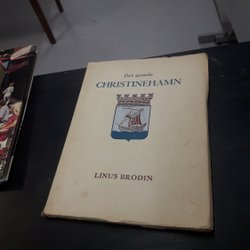 Det gamla
CHRISTINEHAMN
LINUS BRODIN